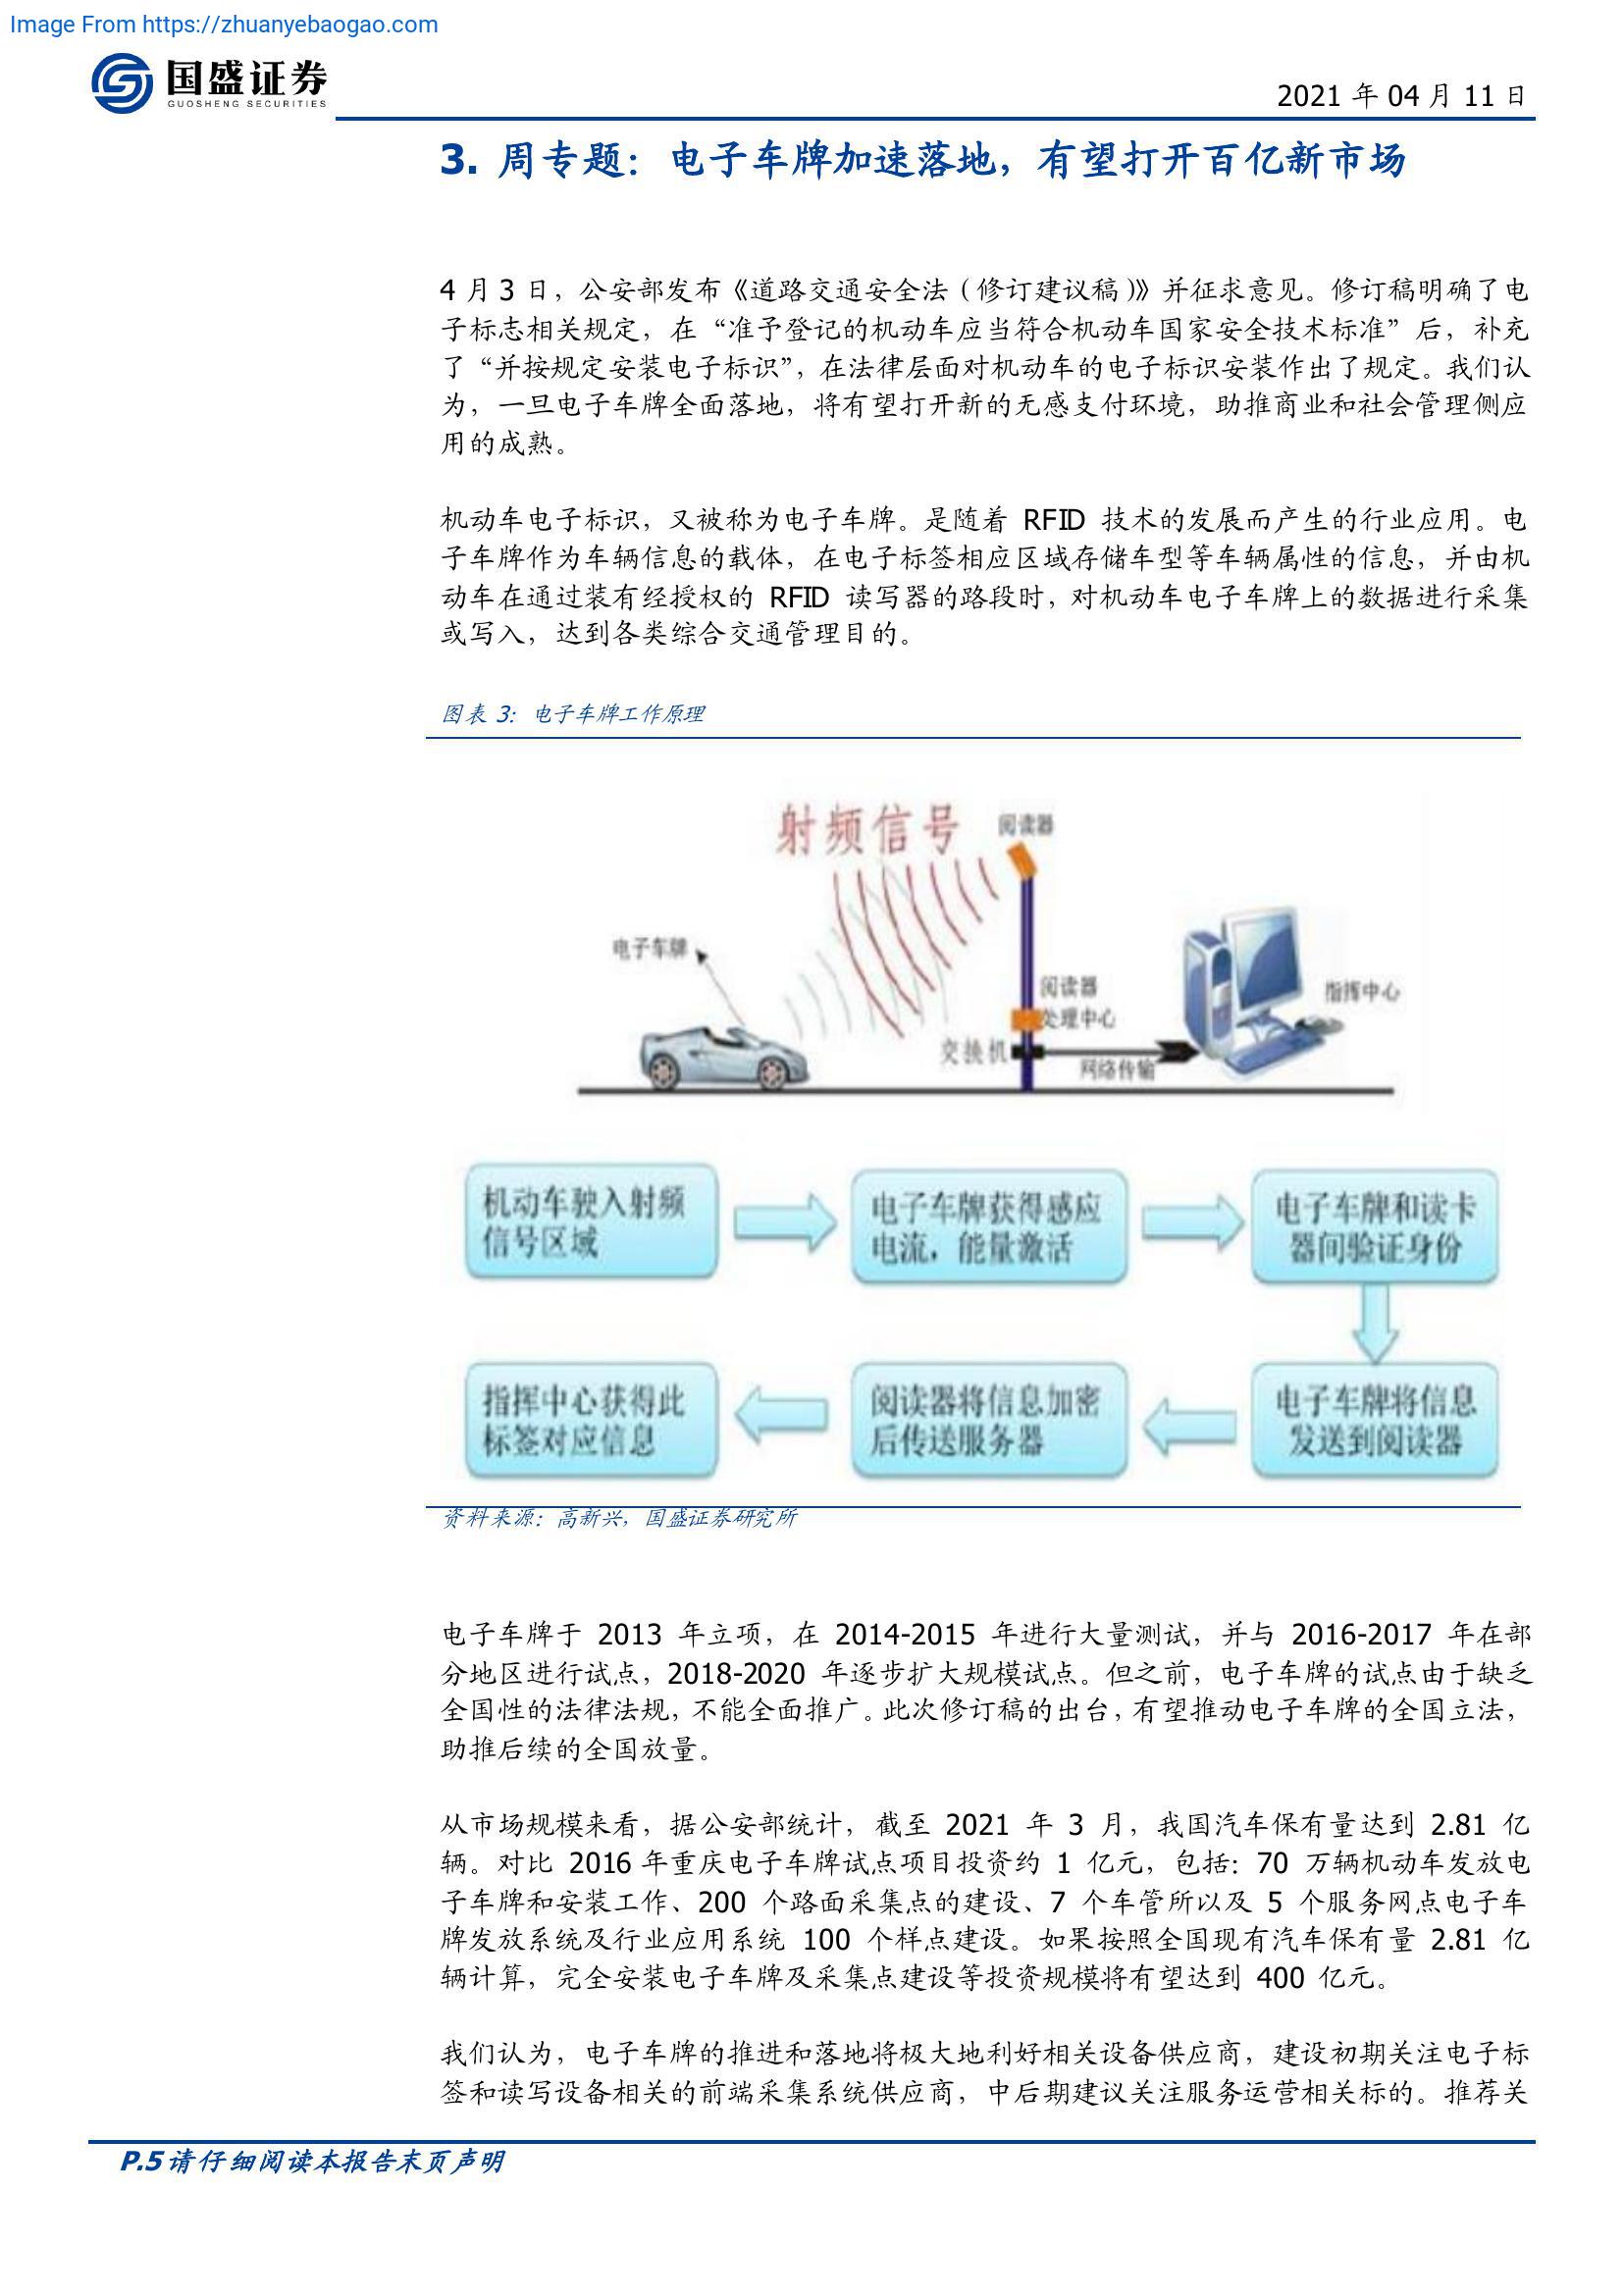 Image From https://zhuanyebaogao.com
国盛证券
GUOSHENG SECURITIES
2021 年 04 月 11 日
3. 周专题：电子车牌加速落地，有望打开百亿新市场
4 月 3 日，公安部发布《道路交通安全法（修订建议稿）》并征求意见。修订稿明确了电
子标志相关规定，在“准予登记的机动车应当符合机动车国家安全技术标准”后，补充
了“并按规定安装电子标识”，在法律层面对机动车的电子标识安装作出了规定。我们认
为，一旦电子车牌全面落地，将有望打开新的无感支付环境，助推商业和社会管理侧应
用的成熟。
机动车电子标识，又被称为电子车牌。是随着 RFID 技术的发展而产生的行业应用。电
子车牌作为车辆信息的载体，在电子标签相应区域存储车型等车辆属性的信息，并由机
动车在通过装有经授权的 RFID 读写器的路段时，对机动车电子车牌上的数据进行采集
或写入，达到各类综合交通管理目的。
图表 3：电子车牌工作原理
射频信号
阅读器
电子车牌
阅读器
处理中心
指挥中心
交换机
网络传输
机动车驶入射频
信号区域
电子车牌获得感应
电流，能量激活
电子车牌和读卡
器间验证身份
指挥中心获得此
标签对应信息
阅读器将信息加密
后传送服务器
电子车牌将信息
发送到阅读器
资料来源：高新兴，国盛证券研究所
电子车牌于 2013 年立项，在 2014-2015 年进行大量测试，并与 2016-2017 年在部
分地区进行试点，2018-2020 年逐步扩大规模试点。但之前，电子车牌的试点由于缺乏
全国性的法律法规，不能全面推广。此次修订稿的出台，有望推动电子车牌的全国立法，
助推后续的全国放量。
从市场规模来看，据公安部统计，截至 2021 年 3 月，我国汽车保有量达到 2.81 亿
辆。对比 2016 年重庆电子车牌试点项目投资约 1 亿元，包括：70 万辆机动车发放电
子车牌和安装工作、200 个路面采集点的建设、7 个车管所以及 5 个服务网点电子车
牌发放系统及行业应用系统 100 个样点建设。如果按照全国现有汽车保有量 2.81 亿
辆计算，完全安装电子车牌及采集点建设等投资规模将有望达到 400 亿元。
我们认为，电子车牌的推进和落地将极大地利好相关设备供应商，建设初期关注电子标
签和读写设备相关的前端采集系统供应商，中后期建议关注服务运营相关标的。推荐关
P.5 请仔细阅读本报告末页声明